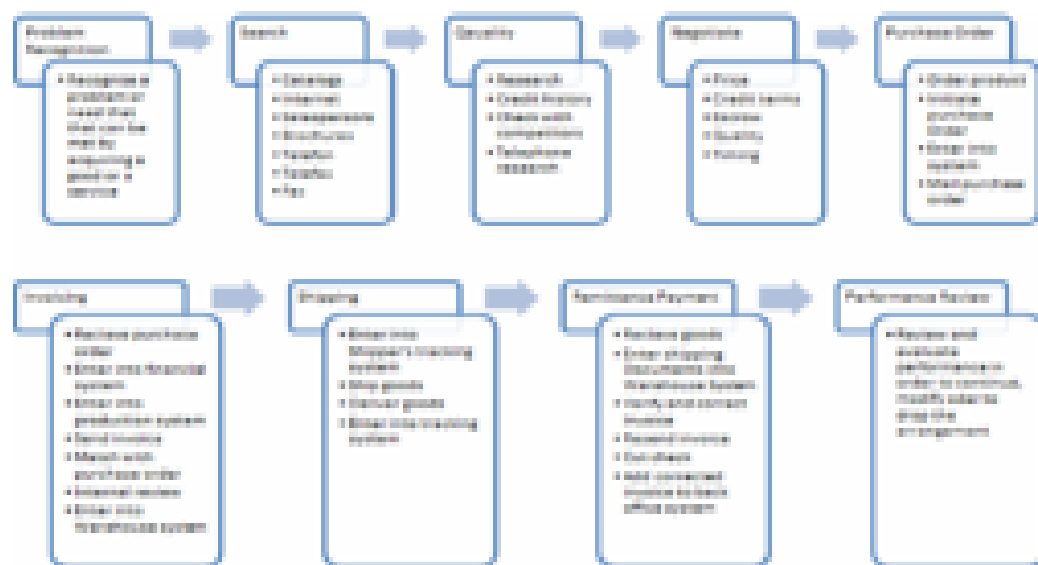 Problem
Recognition
• Recognize a
problem or
need that
that can be
met by
acquiring a
good or a
service
Search
• Catalogs
• Internet
• Salespersons
• Brochures
• Telefon
• Telefax
• Fax
• Research
• Credit history
• Check with
competitors
• Telephone
research
Negotiate
• Price
• Credit terms
• Quality
• Timing
Purchase Order
• Order product
• Initiate
purchase
order
• Enter into
system
• Mail purchase
order
Invoicing
• Recieve purchase
order
• Enter into financial
system
• Enter into
production system
• Send invoice
• Match with
purchase order
• Internal review
• Enter into
Warehouse system
Shipping
• Enter into
Shipper's tracking
system
• Ship goods
• Deliver goods
• Enter into tracking
system
Remittance Payment
• Recieve goods
• Enter shipping
Documents into
Warehouse System
• Verify and correct
invoice
• Resend invoice
• Cut check
• Add corrected
invoice to back
office system
Performance Review
• Review and
evaluate
performance in
order to continue,
modify
drop the
arrangement